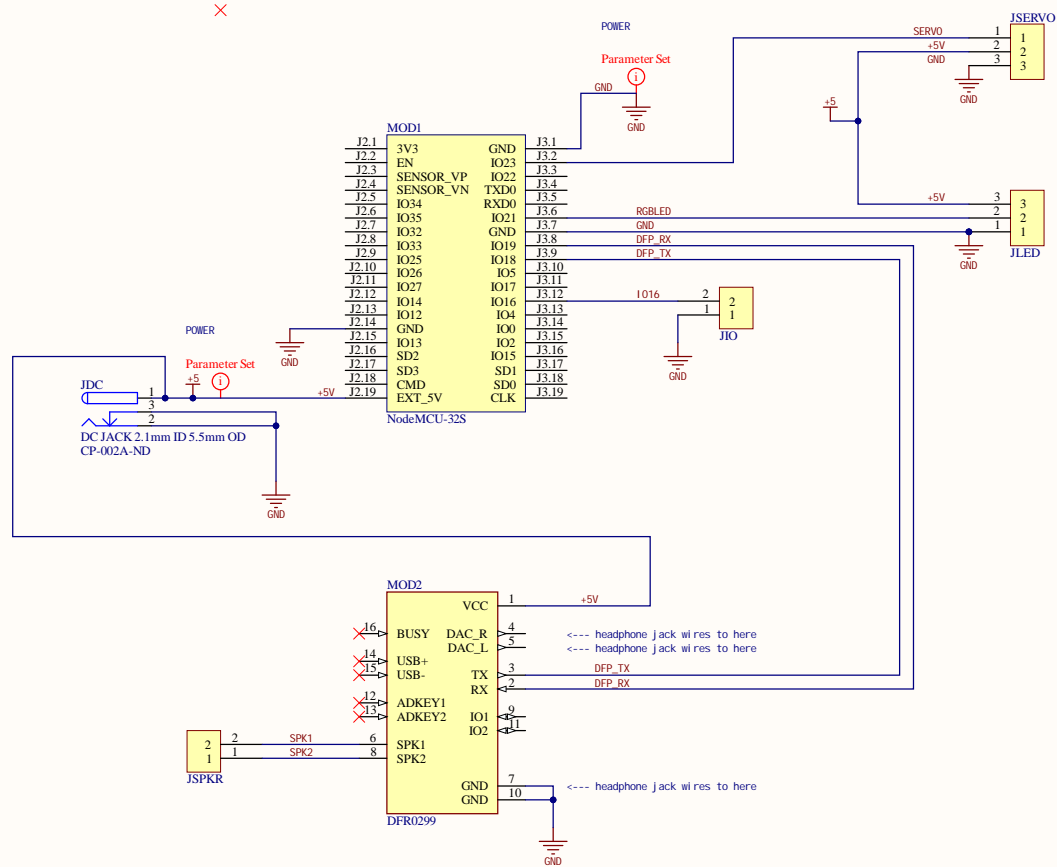 POWER
Parameter Set
GND
GND
JSERVO
SERVO 1 1
+5V 2 2
GND 3 3
GND
+5
MOD1
J2.1 3V3 GND J3.1
J2.2 EN IO23 J3.2
J2.3 SENSOR_VP IO22 J3.3
J2.4 SENSOR_VN TXD0 J3.4
J2.5 IO34 RXD0 J3.5
J2.6 IO35 IO21 J3.6 RGBLED
J2.7 IO32 GND J3.7 GND
J2.8 IO33 IO19 J3.8 DFP_RX
J2.9 IO25 IO18 J3.9 DFP_TX
J2.10 IO26 IO5 J3.10
J2.11 IO27 IO17 J3.11
J2.12 IO14 IO16 J3.12 IO16
J2.13 IO12 IO4 J3.13
J2.14 GND IO0 J3.14
J2.15 IO13 IO2 J3.15
J2.16 SD2 IO15 J3.16
J2.17 SD3 SD1 J3.17
J2.18 CMD SD0 J3.18
J2.19 EXT_5V CLK J3.19
NodeMCU-32S
+5V 3 3
2 2
1 1
JLED
GND
2 2
1 1
JIO
GND
POWER
GND
Parameter Set
+5
+5V
JDC
1
3
2
DC JACK 2.1mm ID 5.5mm OD
CP-002A-ND
GND
MOD2
VCC 1 +5V
16 BUSY DAC_R 4 <--- headphone jack wires to here
DAC_L 5 <--- headphone jack wires to here
14 USB+
15 USB- TX 3 DFP_TX
RX 2 DFP_RX
12 ADKEY1
13 ADKEY2 IO1 9
IO2 11
2 2 SPK1 6 SPK1
1 1 SPK2 8 SPK2
JSPKR
GND 7 <--- headphone jack wires to here
GND 10
DFR0299
GND